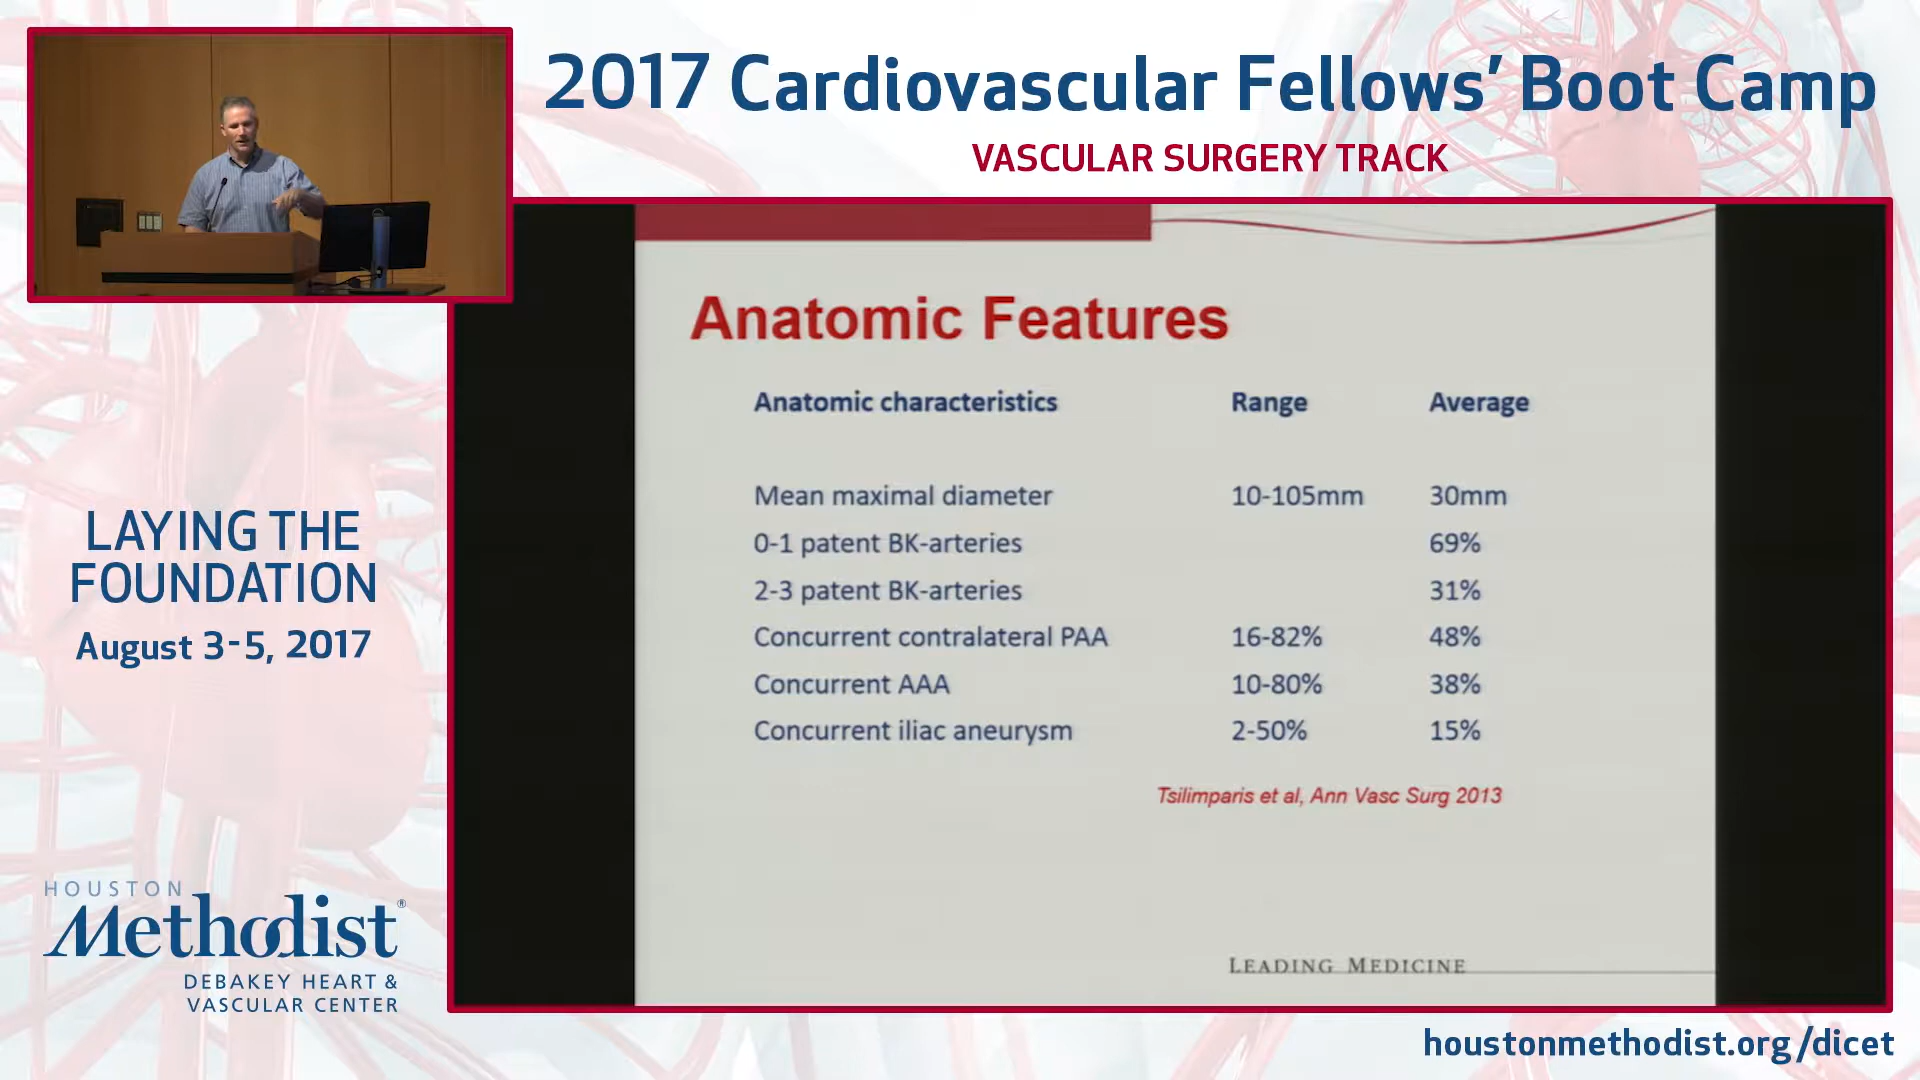 2017 Cardiovascular Fellows' Boot Camp
VASCULAR SURGERY TRACK
Anatomic Features
Anatomic characteristics Range Average
Mean maximal diameter 10-105mm 30mm
0-1 patent BK-arteries 69%
2-3 patent BK-arteries 31%
Concurrent contralateral PAA 16-82% 48%
Concurrent AAA 10-80% 38%
Concurrent iliac aneurysm 2-50% 15%
Tsilimparis et al, Ann Vasc Surg 2013
LEADING MEDICINE
LAYING THE
FOUNDATION
August 3-5, 2017
HOUSTON
Methodist®
DEBAKEY HEART &
VASCULAR CENTER
houstonmethodist.org/dicet